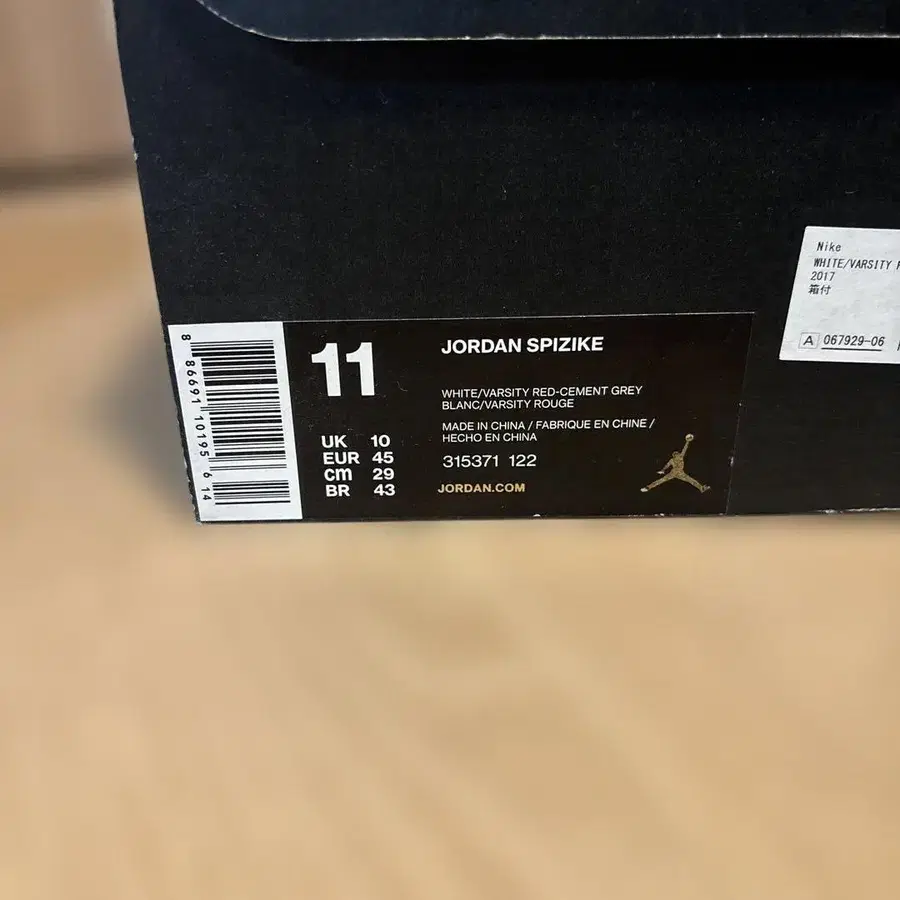 8 86691 10195 6 14
11
UK 10
EUR 45
cm 29
BR 43
JORDAN SPIZIKE
WHITE/VARSITY RED-CEMENT GREY
BLANC/VARSITY ROUGE
MADE IN CHINA / FABRIQUE EN CHINE /
HECHO EN CHINA
315371 122
JORDAN.COM
Nike
WHITE/VARSITY
2017
箱付
A 067929-06